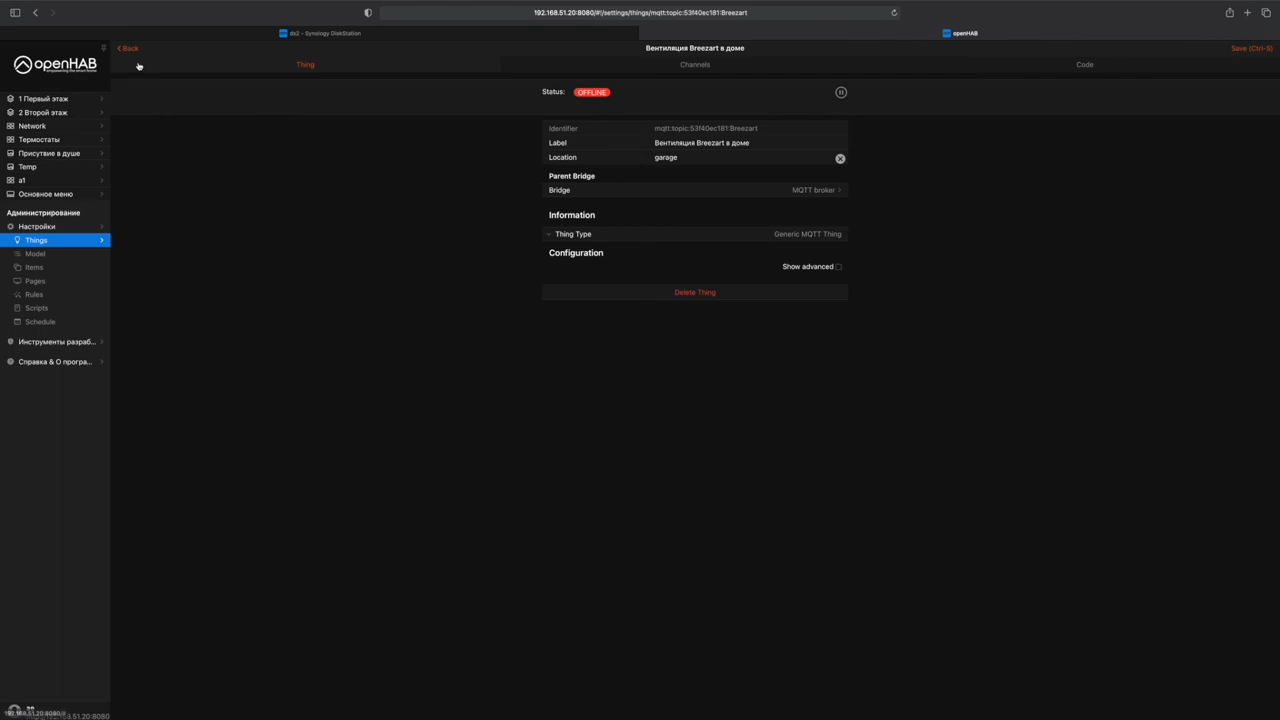 192.168.51.20:8080/#!/settings/things/mqtt:topic:53f40ec181:Breezart
ds2 - Synology DiskStation
openHAB
openHAB
empowering the smart home
Back
Вентиляция Breezart в доме
Save (Ctrl-S)
Thing
Channels
Code
Status:
OFFLINE
1 Первый этаж
2 Второй этаж
Network
Термостаты
Присутвие в душе
Temp
a1
Основное меню
Администрирование
Настройки
Things
Model
Items
Pages
Rules
Scripts
Schedule
Инструменты разраб...
Справка & О програ...
Identifier
mqtt:topic:53f40ec181:Breezart
Label
Вентиляция Breezart в доме
Location
garage
Parent Bridge
Bridge
MQTT broker
Information
Thing Type
Generic MQTT Thing
Configuration
Show advanced
Delete Thing